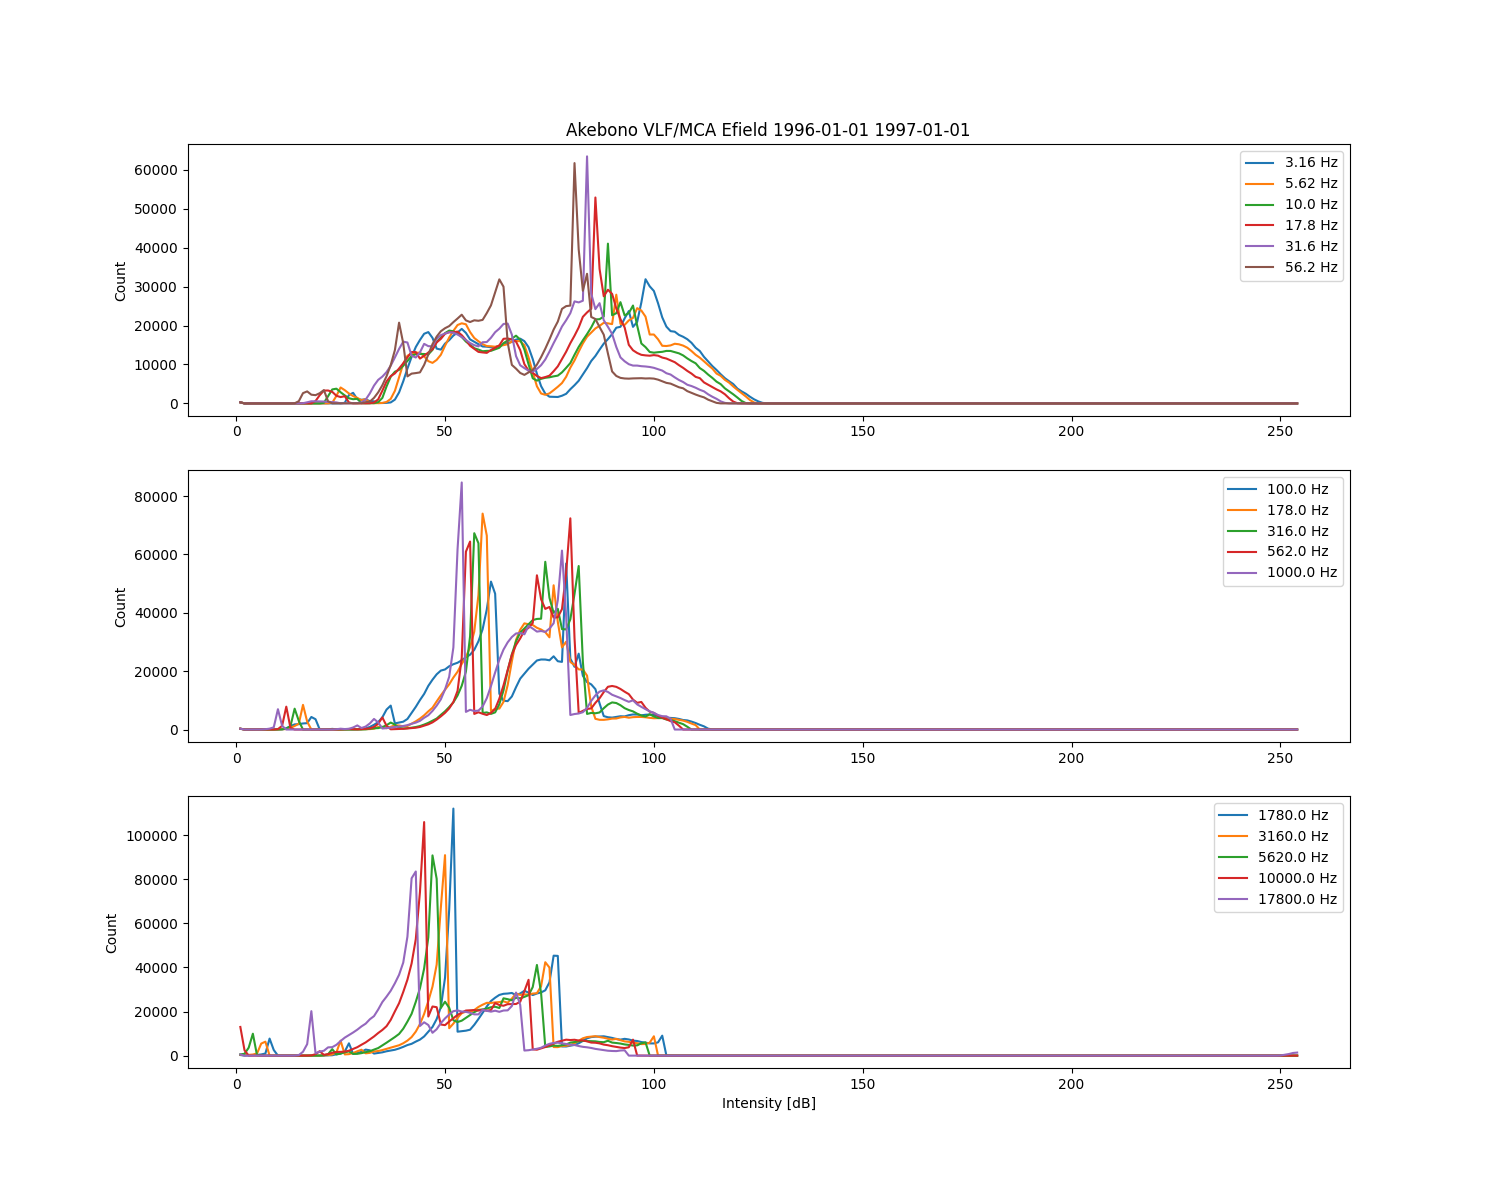 Akebono VLF/MCA Efield 1996-01-01 1997-01-01
Count
60000
50000
40000
30000
20000
10000
0
0 50 100 150 200 250
3.16 Hz
5.62 Hz
10.0 Hz
17.8 Hz
31.6 Hz
56.2 Hz
Count
80000
60000
40000
20000
0
0 50 100 150 200 250
100.0 Hz
178.0 Hz
316.0 Hz
562.0 Hz
1000.0 Hz
Count
100000
80000
60000
40000
20000
0
0 50 100 150 200 250
1780.0 Hz
3160.0 Hz
5620.0 Hz
10000.0 Hz
17800.0 Hz
Intensity [dB]